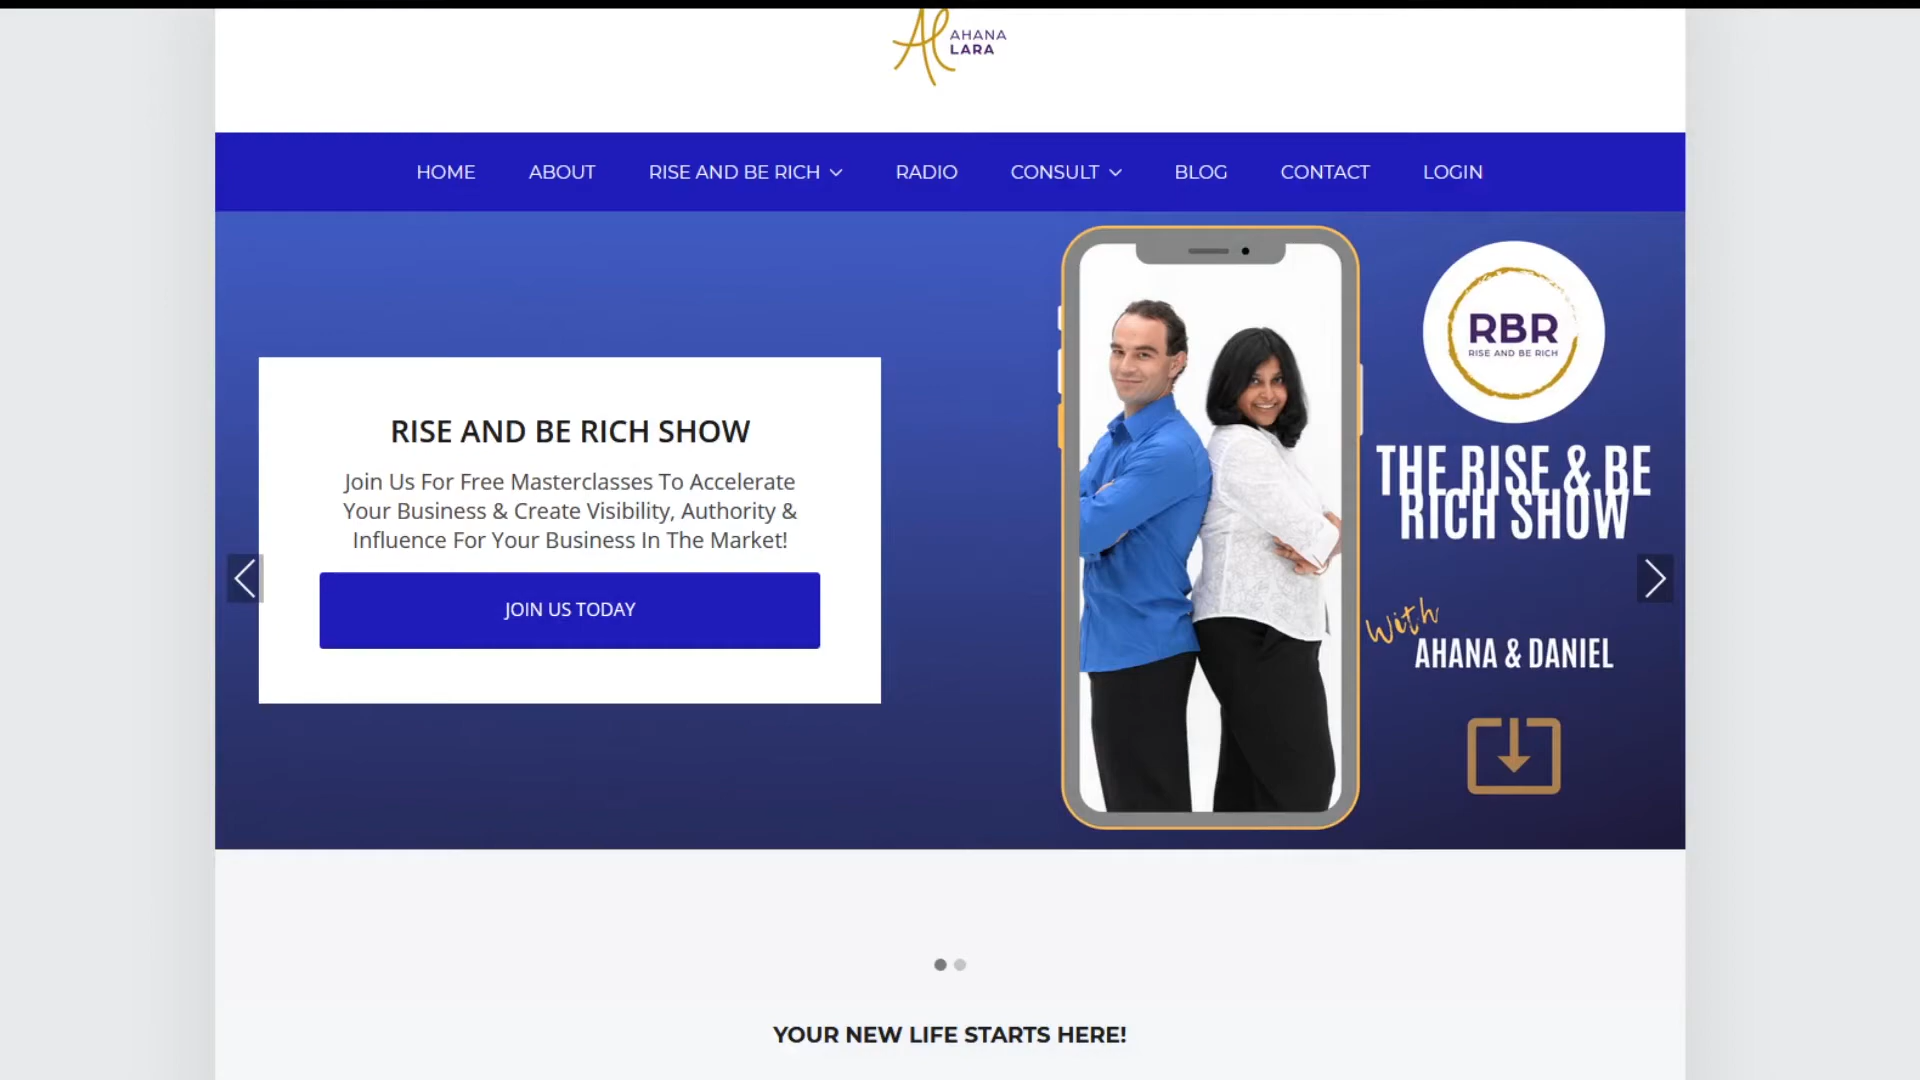 AHANA
LARA
HOME ABOUT RISE AND BE RICH RADIO CONSULT BLOG CONTACT LOGIN
RISE AND BE RICH SHOW
Join Us For Free Masterclasses To Accelerate
Your Business & Create Visibility, Authority &
Influence For Your Business In The Market!
JOIN US TODAY
RBR
RISE AND BE RICH
THE RISE & BE
RICH SHOW
with
AHANA & DANIEL
YOUR NEW LIFE STARTS HERE!